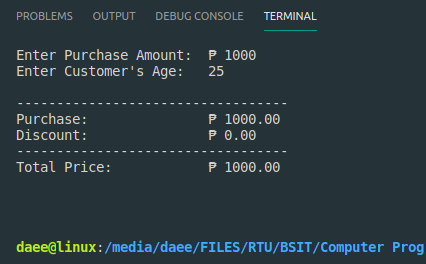 PROBLEMS OUTPUT DEBUG CONSOLE TERMINAL
Enter Purchase Amount: ₱ 1000
Enter Customer's Age: 25
----------------------------------
Purchase: ₱ 1000.00
Discount: ₱ 0.00
----------------------------------
Total Price: ₱ 1000.00
daee@linux:/media/daee/FILES/RTU/BSIT/Computer Prog